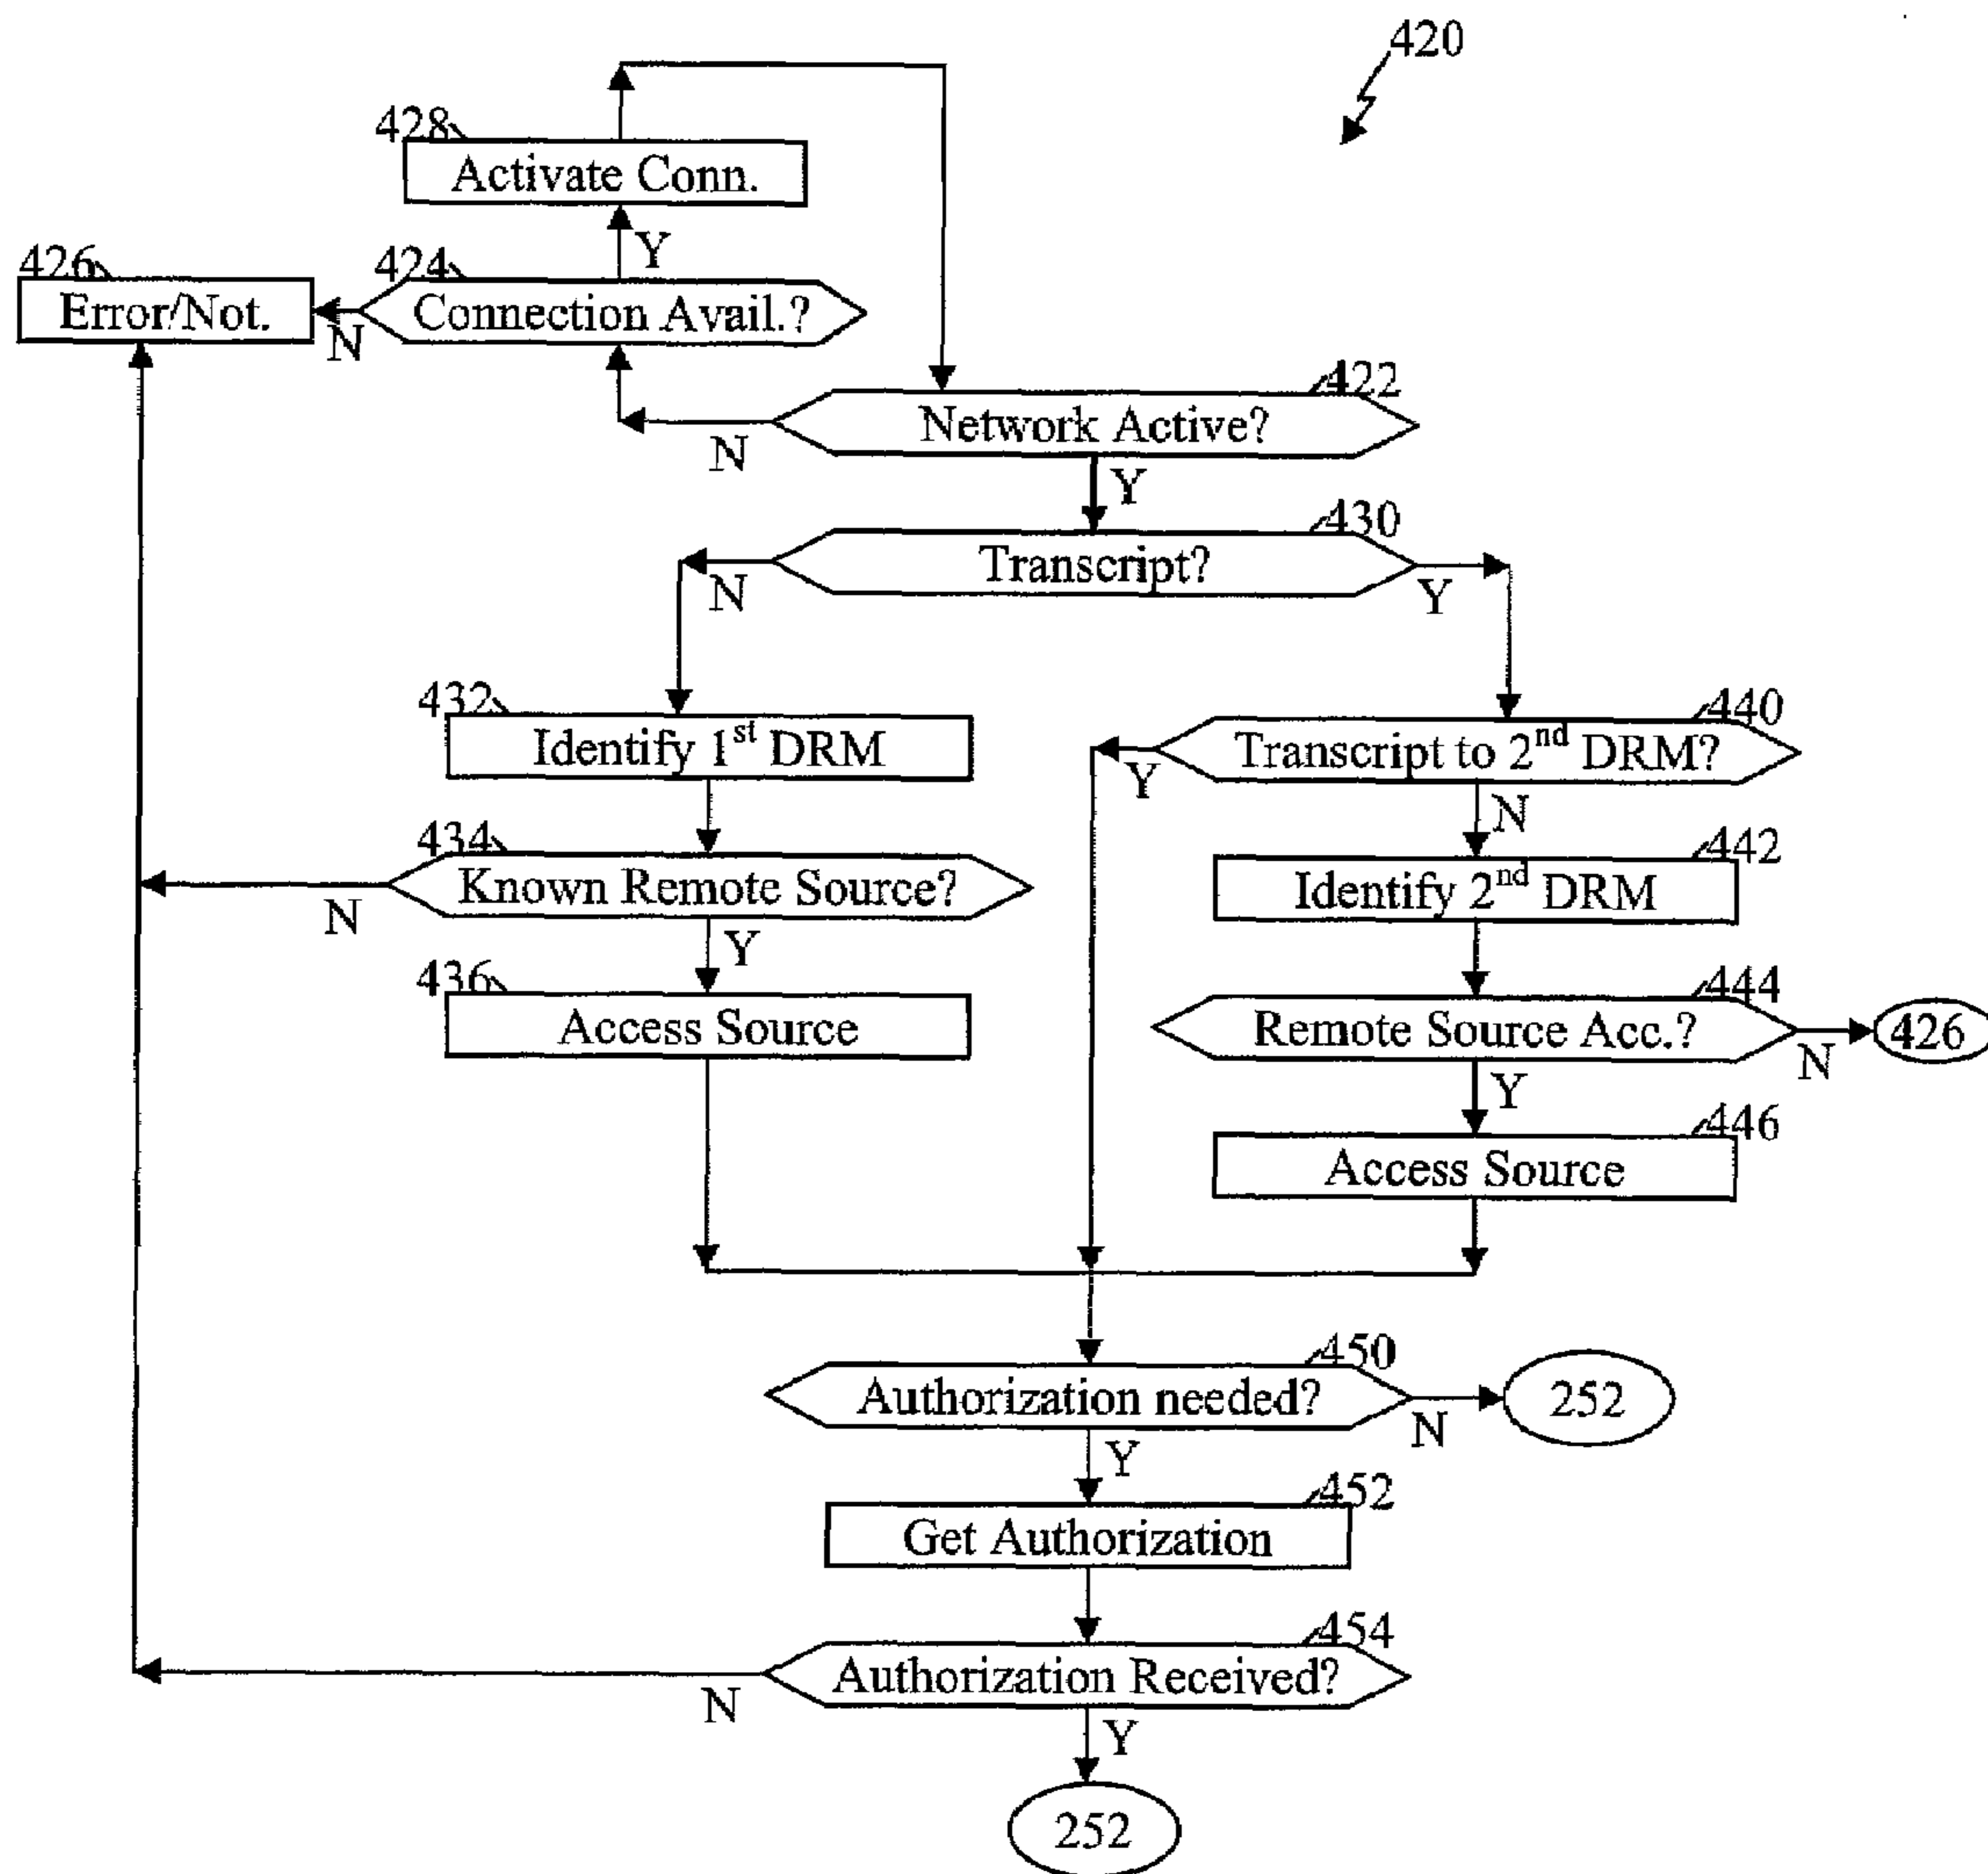 420
428
Activate Conn.
Y
426
424
Error/Not.
Connection Avail.?
N
422
Network Active?
N
Y
430
Transcript?
N
Y
432
440
Identify 1st DRM
Transcript to 2nd DRM?
Y
N
434
442
Known Remote Source?
Identify 2nd DRM
N
Y
436
444
Access Source
Remote Source Acc.?
426
N
Y
446
Access Source
450
Authorization needed?
252
N
Y
452
Get Authorization
454
Authorization Received?
N
Y
252